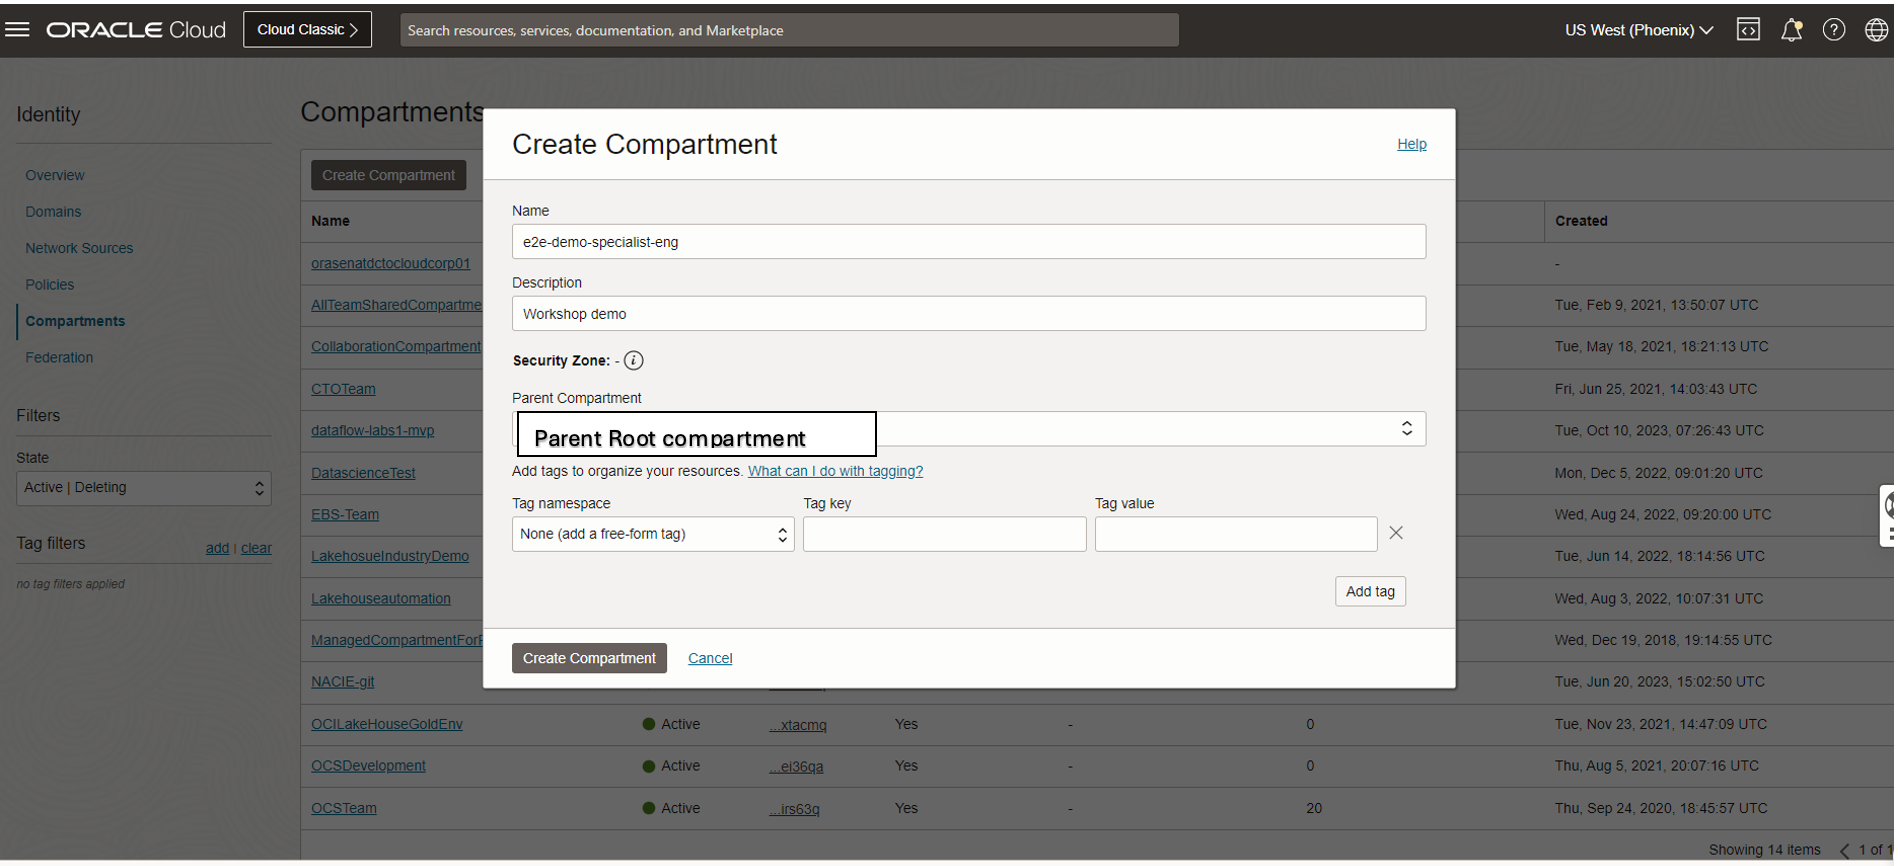 ORACLE Cloud
Cloud Classic >
Search resources, services, documentation, and Marketplace
US West (Phoenix)
Identity
Overview
Domains
Network Sources
Policies
Compartments
Federation
Filters
State
Active | Deleting
Tag filters add | clear
no tag filters applied
Compartments
Create Compartment
Name Created
orasenatdctocloudcorp01 -
AllTeamSharedCompartme Tue, Feb 9, 2021, 13:50:07 UTC
CollaborationCompartment Tue, May 18, 2021, 18:21:13 UTC
CTOTeam Fri, Jun 25, 2021, 14:03:43 UTC
dataflow-labs1-mvp Tue, Oct 10, 2023, 07:26:43 UTC
DatascienceTest Mon, Dec 5, 2022, 09:01:20 UTC
EBS-Team Wed, Aug 24, 2022, 09:20:00 UTC
LakehosueIndustryDemo Tue, Jun 14, 2022, 18:14:56 UTC
Lakehouseautomation Wed, Aug 3, 2022, 10:07:31 UTC
ManagedCompartmentForP Wed, Dec 19, 2018, 19:14:55 UTC
NACIE-git Tue, Jun 20, 2023, 15:02:50 UTC
OCILakeHouseGoldEnv Active ...xtacmq Yes - 0 Tue, Nov 23, 2021, 14:47:09 UTC
OCSDevelopment Active ...ei36qa Yes - 0 Thu, Aug 5, 2021, 20:07:16 UTC
OCSTeam Active ...irs63q Yes - 20 Thu, Sep 24, 2020, 18:45:57 UTC
Showing 14 items < 1 of 1
Create Compartment
Help
Name
e2e-demo-specialist-eng
Description
Workshop demo
Security Zone: -
Parent Compartment
Parent Root compartment
Add tags to organize your resources. What can I do with tagging?
Tag namespace Tag key Tag value
None (add a free-form tag)
Add tag
Create Compartment Cancel